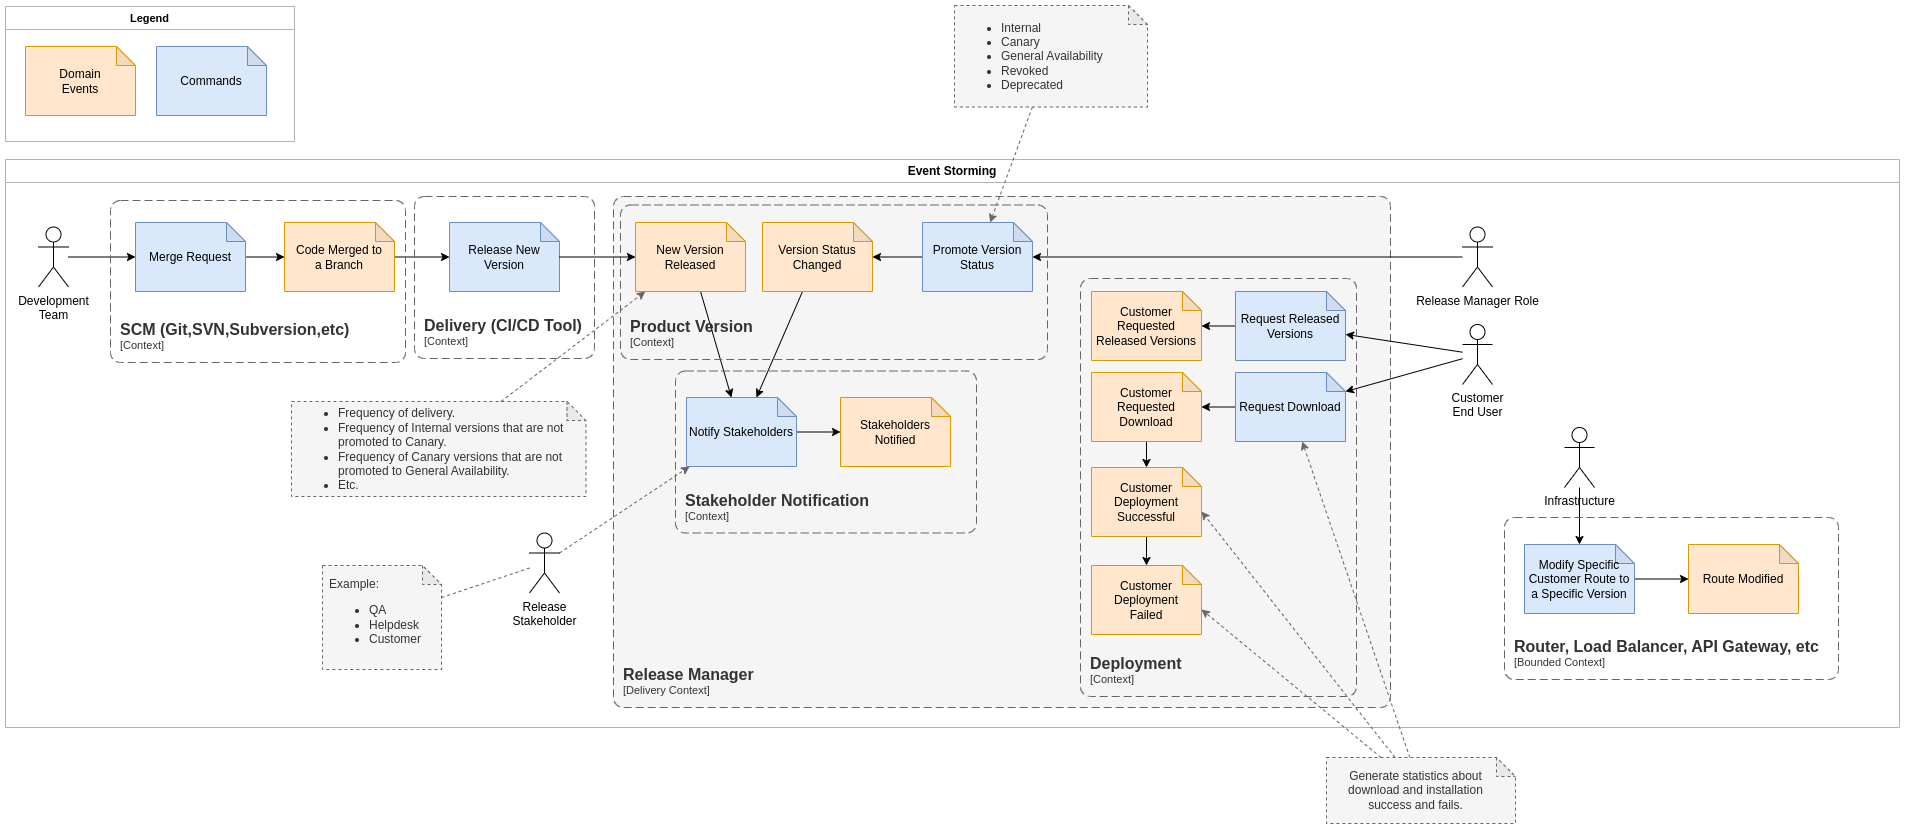 Legend
Domain
Events
Commands
Internal
Canary
General Availability
Revoked
Deprecated
Event Storming
Development
Team
Merge Request
Code Merged to
a Branch
SCM (Git,SVN,Subversion,etc)
[Context]
Release New
Version
Delivery (CI/CD Tool)
[Context]
New Version
Released
Version Status
Changed
Promote Version
Status
Product Version
[Context]
Release Manager Role
Customer
Requested
Released Versions
Request Released
Versions
Customer
Requested
Download
Request Download
Customer
End User
Customer
Deployment
Successful
Customer
Deployment
Failed
Deployment
[Context]
Frequency of delivery.
Frequency of Internal versions that are not
promoted to Canary.
Frequency of Canary versions that are not
promoted to General Availability.
Etc.
Notify Stakeholders
Stakeholders
Notified
Stakeholder Notification
[Context]
Example:
QA
Helpdesk
Customer
Release
Stakeholder
Release Manager
[Delivery Context]
Infrastructure
Modify Specific
Customer Route to
a Specific Version
Route Modified
Router, Load Balancer, API Gateway, etc
[Bounded Context]
Generate statistics about
download and installation
success and fails.